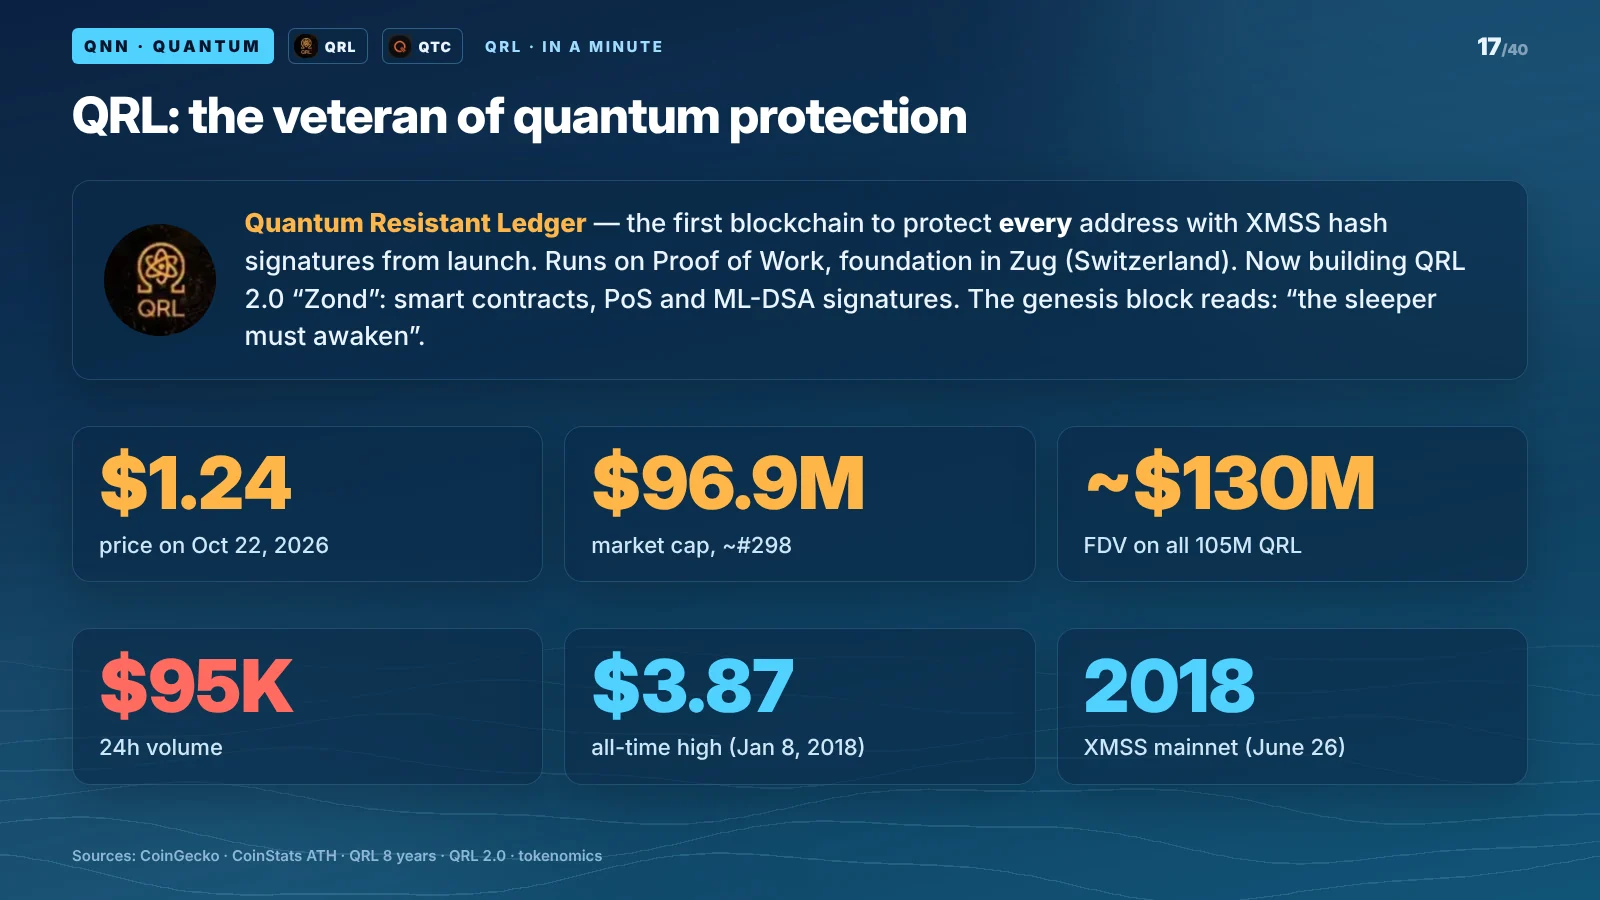 QNN · QUANTUM
QRL
QRL
QTC
QRL · IN A MINUTE
17/40
QRL: the veteran of quantum protection
QRL
Quantum Resistant Ledger — the first blockchain to protect every address with XMSS hash
signatures from launch. Runs on Proof of Work, foundation in Zug (Switzerland). Now building QRL
2.0 “Zond”: smart contracts, PoS and ML-DSA signatures. The genesis block reads: “the sleeper
must awaken”.
$1.24
price on Oct 22, 2026
$96.9M
market cap, ~#298
~$130M
FDV on all 105M QRL
$95K
24h volume
$3.87
all-time high (Jan 8, 2018)
2018
XMSS mainnet (June 26)
Sources: CoinGecko · CoinStats ATH · QRL 8 years · QRL 2.0 · tokenomics